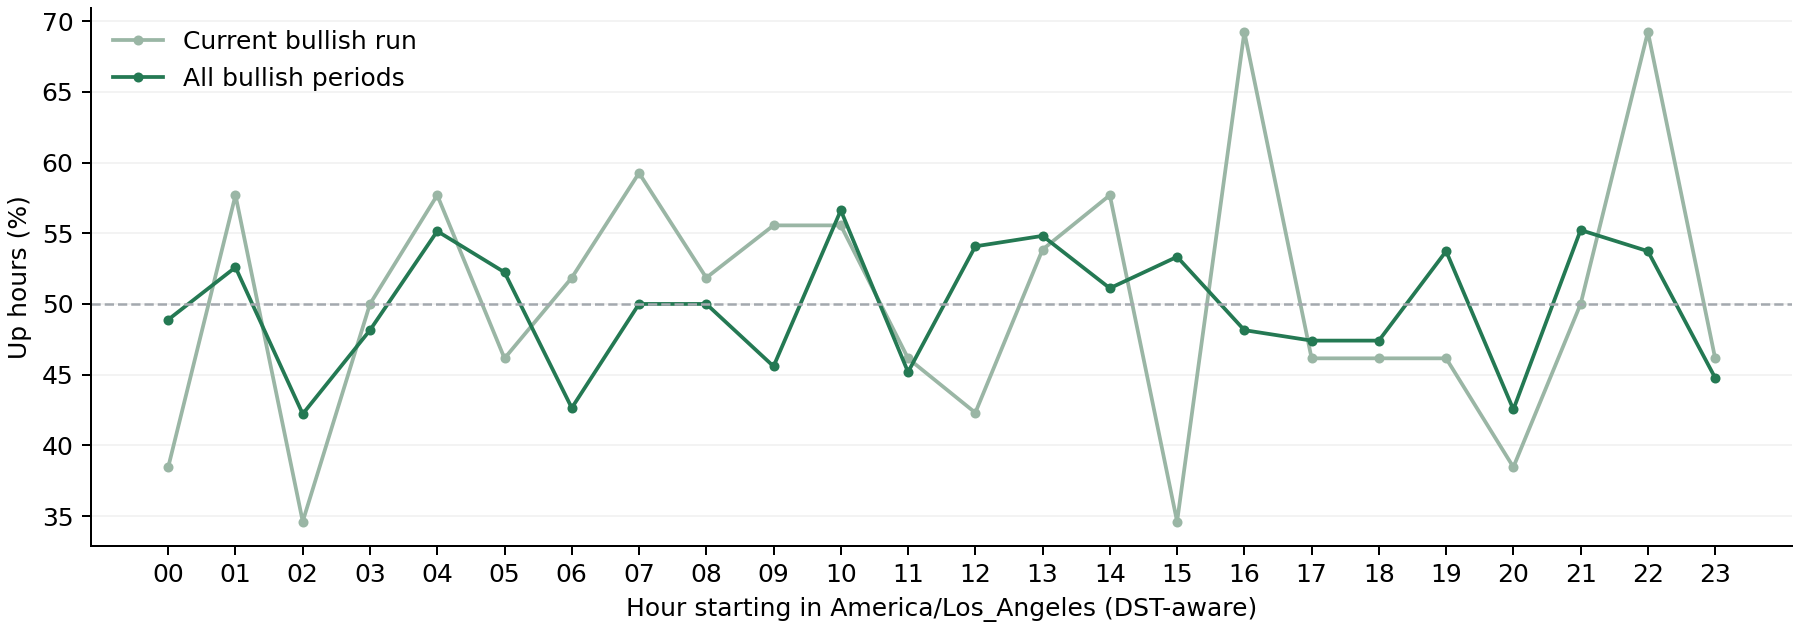 70
65
60
55
50
45
40
35
Up hours (%)
Current bullish run
All bullish periods
00 01 02 03 04 05 06 07 08 09 10 11 12 13 14 15 16 17 18 19 20 21 22 23
Hour starting in America/Los_Angeles (DST-aware)